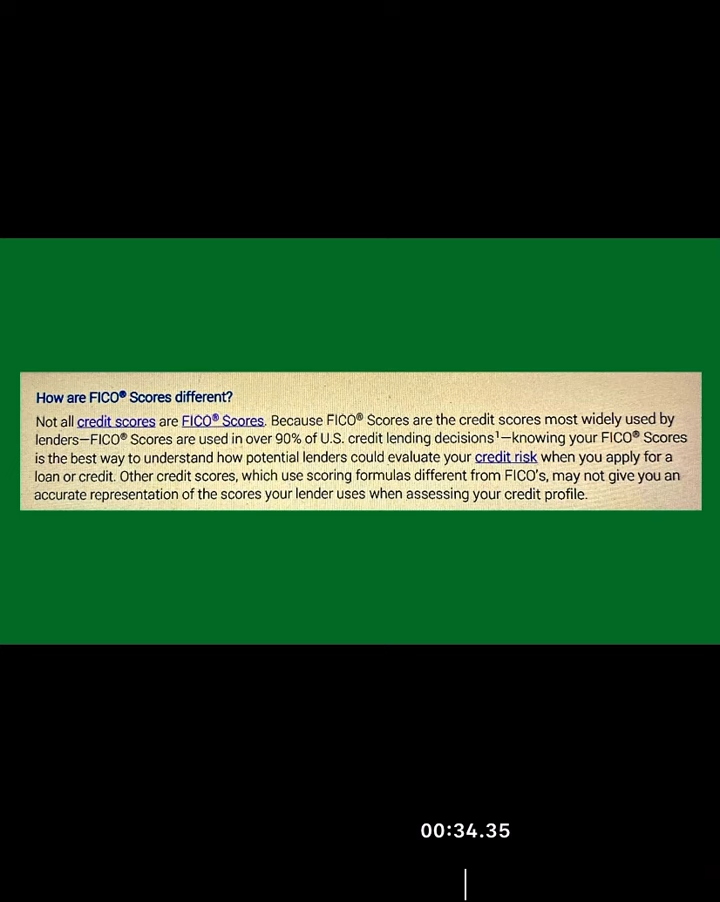 How are FICO® Scores different?
Not all credit scores are FICO® Scores. Because FICO® Scores are the credit scores most widely used by
lenders—FICO® Scores are used in over 90% of U.S. credit lending decisions¹—knowing your FICO® Scores
is the best way to understand how potential lenders could evaluate your credit risk when you apply for a
loan or credit. Other credit scores, which use scoring formulas different from FICO's, may not give you an
accurate representation of the scores your lender uses when assessing your credit profile.
00:34.35